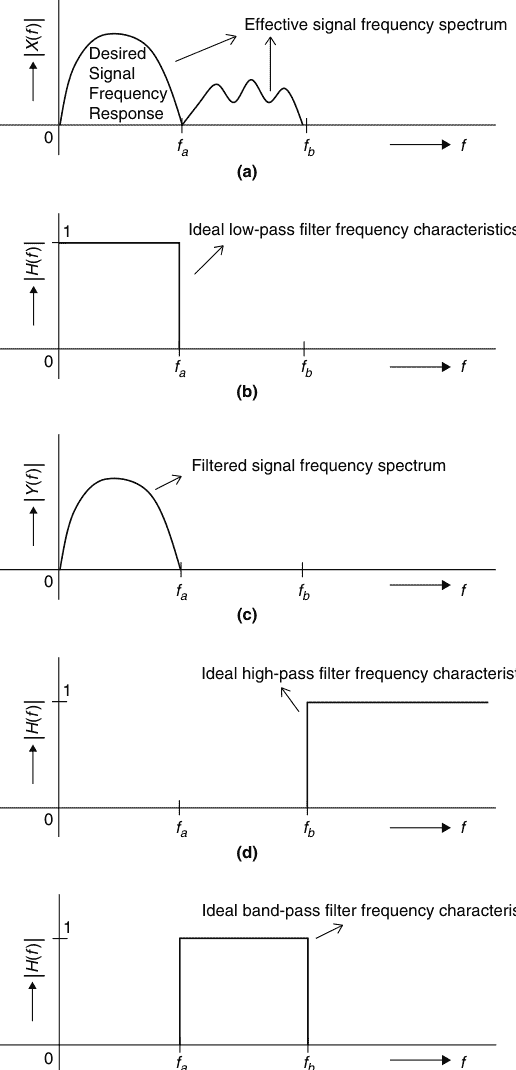 |X(f)|
Effective signal frequency spectrum
Desired
Signal
Frequency
Response
0
fa
fb
f
(a)
|H(f)|
1
Ideal low-pass filter frequency characteristics
0
fa
fb
f
(b)
|Y(f)|
Filtered signal frequency spectrum
0
fa
fb
f
(c)
|H(f)|
1
Ideal high-pass filter frequency characterist
0
fa
fb
f
(d)
|H(f)|
1
Ideal band-pass filter frequency characteris
0
fa
fb
f